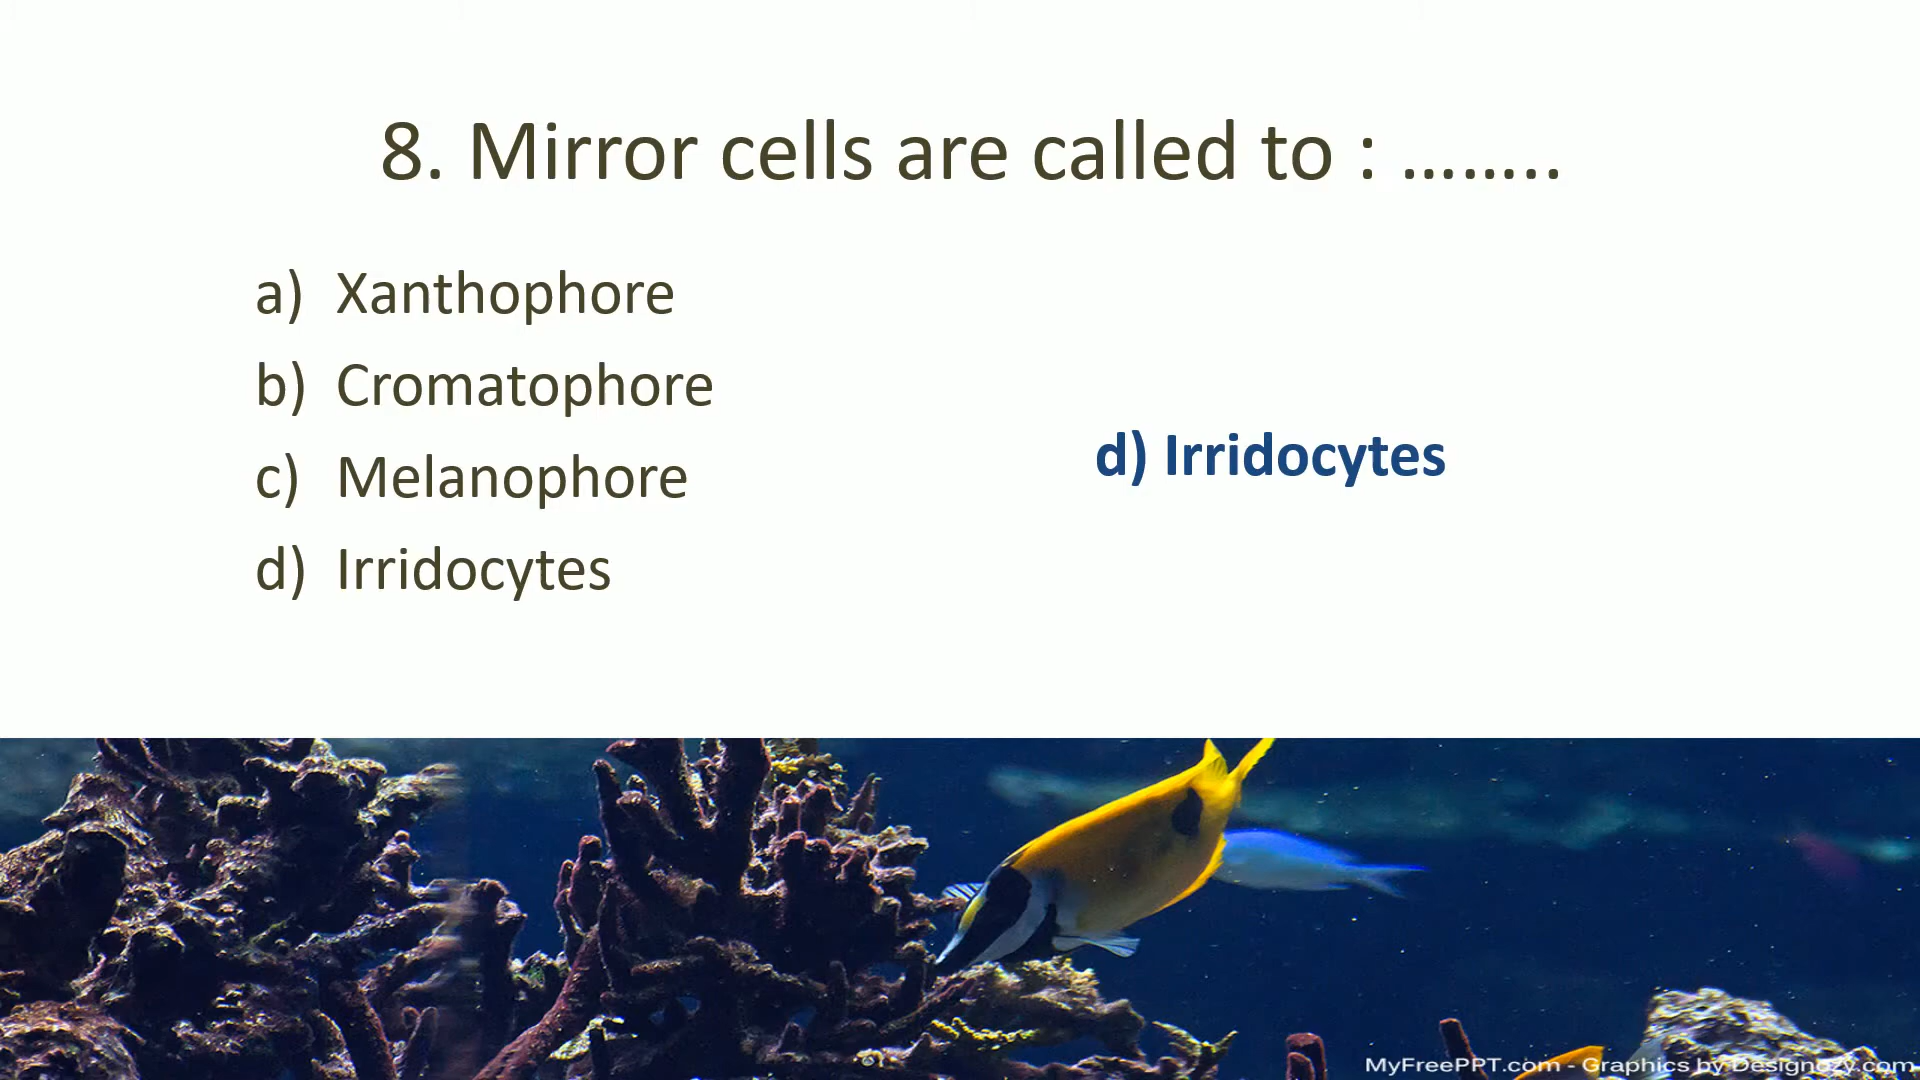 8. Mirror cells are called to : ……..
a) Xanthophore
b) Cromatophore
c) Melanophore
d) Irridocytes
d) Irridocytes
MyFreePPT.com - Graphics by Designozy.com